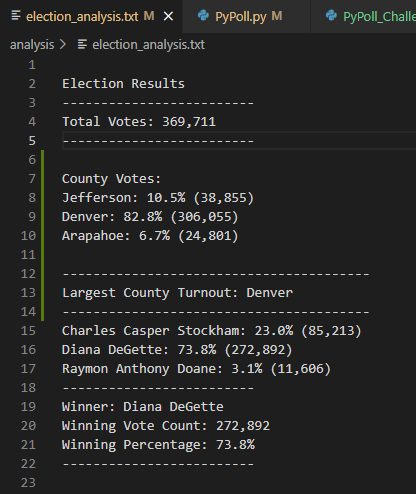 election_analysis.txt M × PyPoll.py M PyPoll_Challe
analysis > election_analysis.txt
1
2 Election Results
3 -------------------------
4 Total Votes: 369,711
5 -------------------------
6
7 County Votes:
8 Jefferson: 10.5% (38,855)
9 Denver: 82.8% (306,055)
10 Arapahoe: 6.7% (24,801)
11
12 ----------------------------------------
13 Largest County Turnout: Denver
14 ----------------------------------------
15 Charles Casper Stockham: 23.0% (85,213)
16 Diana DeGette: 73.8% (272,892)
17 Raymon Anthony Doane: 3.1% (11,606)
18 -------------------------
19 Winner: Diana DeGette
20 Winning Vote Count: 272,892
21 Winning Percentage: 73.8%
22 -------------------------
23